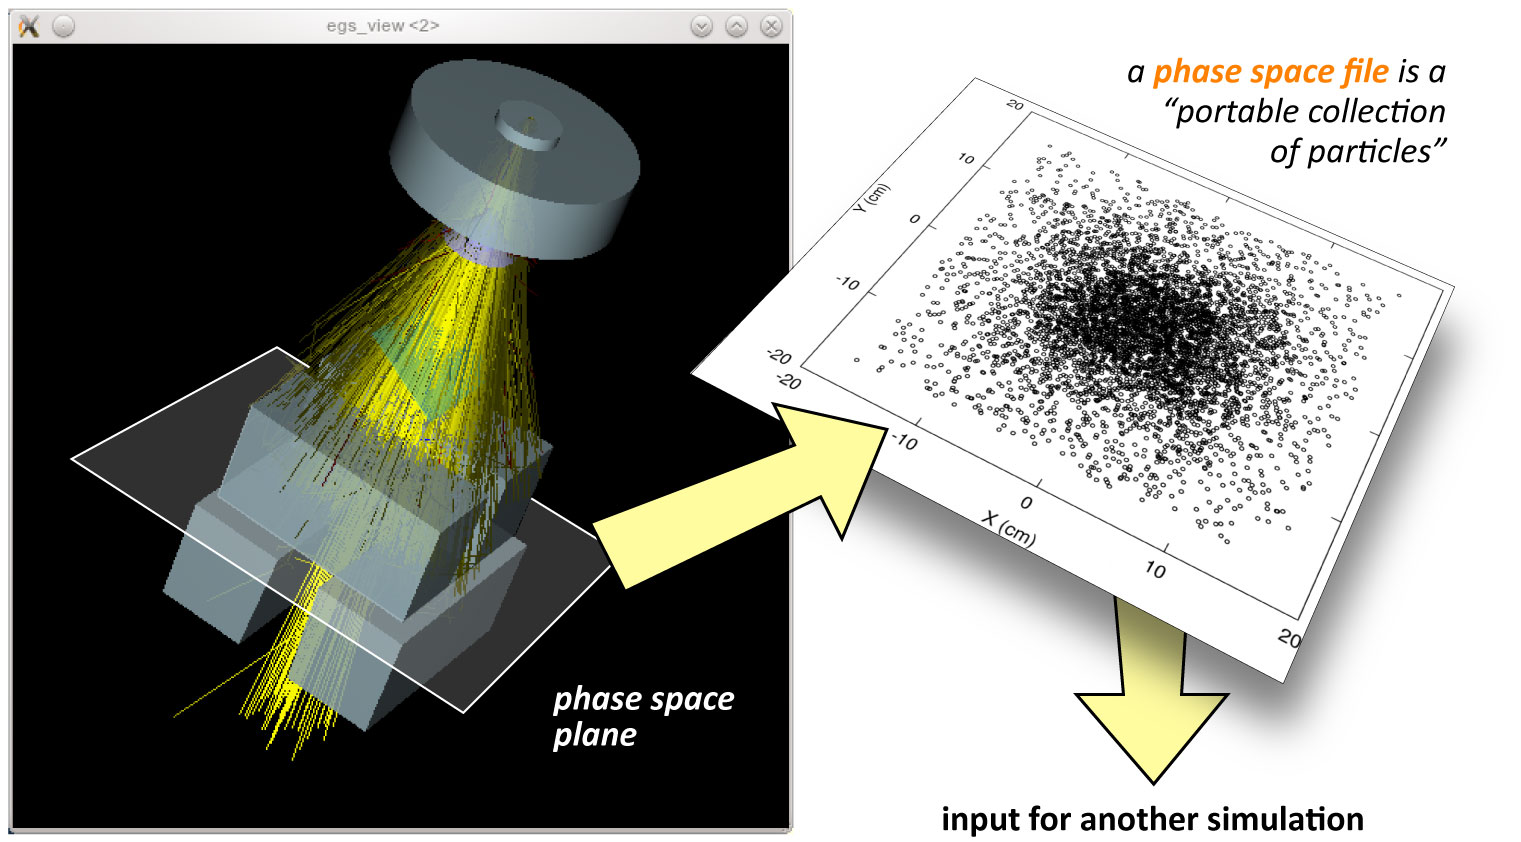 egs_view <2>
a phase space file is a
“portable collection
of particles”
20
10
0
-10
-20
Y (cm)
-20
-10
0
10
20
X (cm)
phase space
plane
input for another simulation